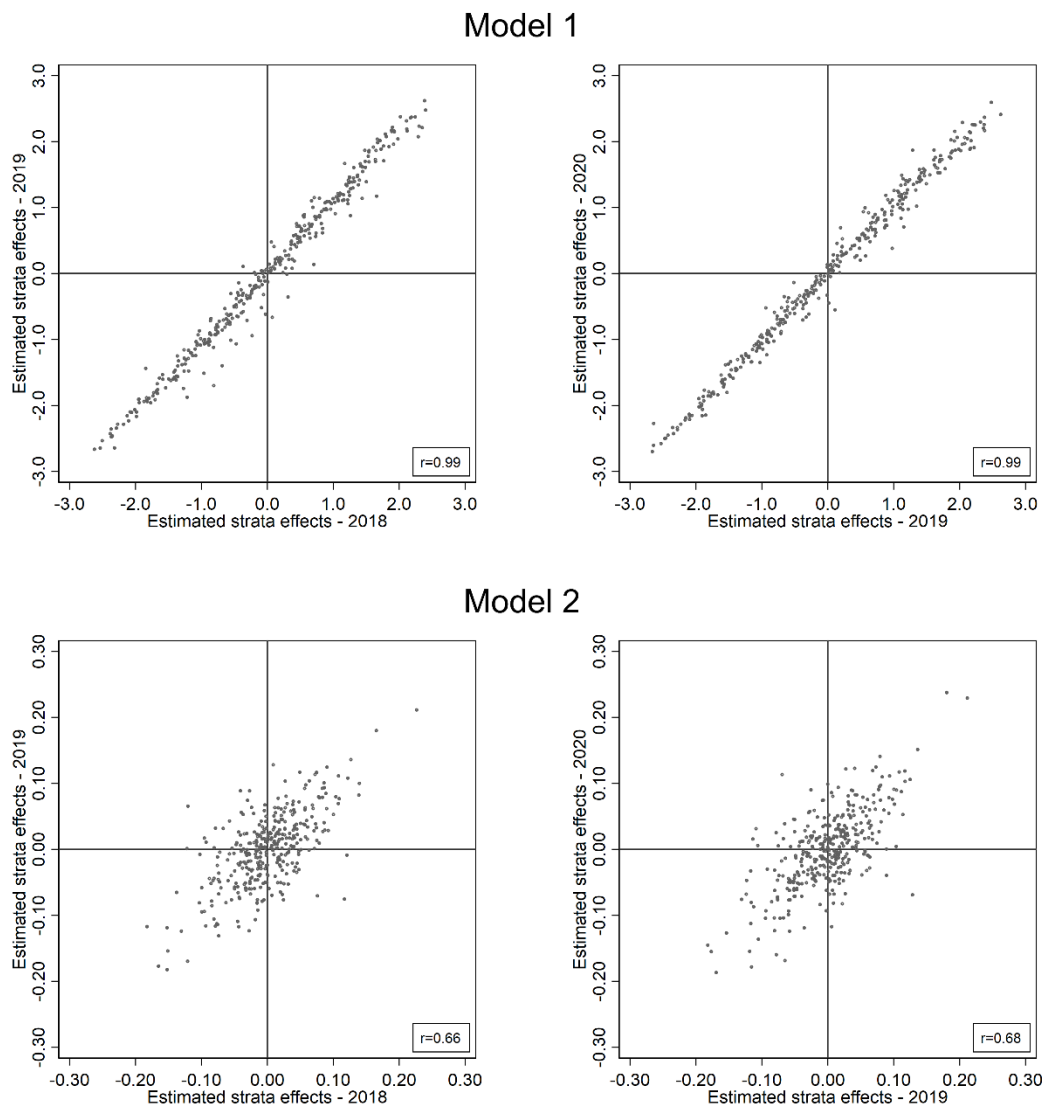 Model 1
3.0
2.0
1.0
0.0
-1.0
-2.0
-3.0
Estimated strata effects - 2019
r=0.99
-3.0 -2.0 -1.0 0.0 1.0 2.0 3.0
Estimated strata effects - 2018
3.0
2.0
1.0
0.0
-1.0
-2.0
-3.0
Estimated strata effects - 2020
r=0.99
-3.0 -2.0 -1.0 0.0 1.0 2.0 3.0
Estimated strata effects - 2019
Model 2
0.30
0.20
0.10
0.00
-0.10
-0.20
-0.30
Estimated strata effects - 2019
r=0.66
-0.30 -0.20 -0.10 0.00 0.10 0.20 0.30
Estimated strata effects - 2018
0.30
0.20
0.10
0.00
-0.10
-0.20
-0.30
Estimated strata effects - 2020
r=0.68
-0.30 -0.20 -0.10 0.00 0.10 0.20 0.30
Estimated strata effects - 2019